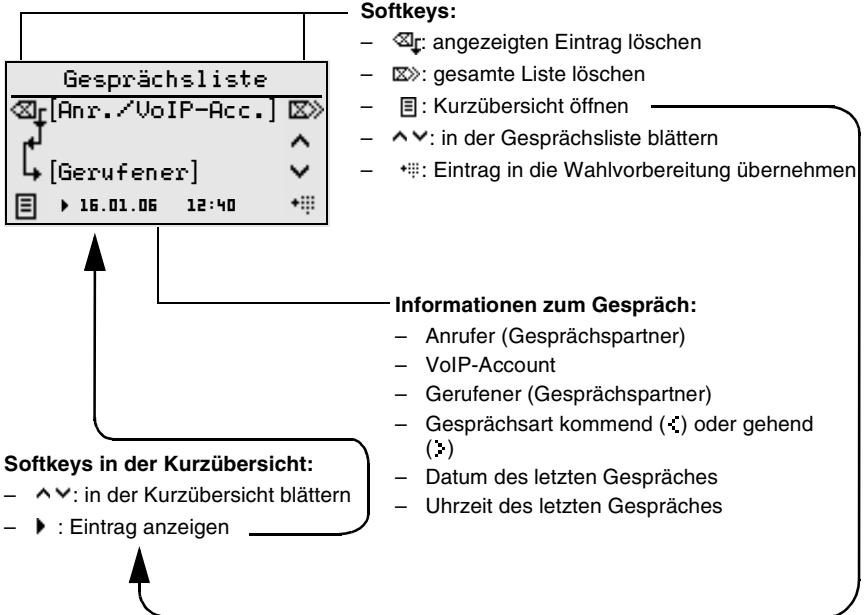 Softkeys:
– : angezeigten Eintrag löschen
– : gesamte Liste löschen
– : Kurzübersicht öffnen
– : in der Gesprächsliste blättern
– : Eintrag in die Wahlvorbereitung übernehmen
Gesprächsliste
[Anr./VoIP-Acc.]
[Gerufener]
16.01.06 12:40
Informationen zum Gespräch:
– Anrufer (Gesprächspartner)
– VoIP-Account
– Gerufener (Gesprächspartner)
– Gesprächsart kommend (<) oder gehend
(>)
– Datum des letzten Gespräches
– Uhrzeit des letzten Gespräches
Softkeys in der Kurzübersicht:
– : in der Kurzübersicht blättern
– : Eintrag anzeigen